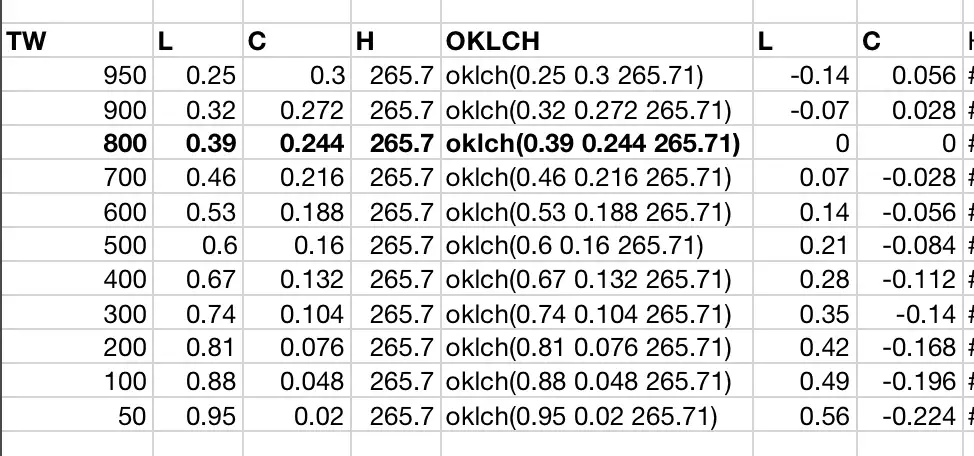 TW L C H OKLCH L C
950 0.25 0.3 265.7 oklch(0.25 0.3 265.71) -0.14 0.056 #
900 0.32 0.272 265.7 oklch(0.32 0.272 265.71) -0.07 0.028 #
800 0.39 0.244 265.7 oklch(0.39 0.244 265.71) 0 0 #
700 0.46 0.216 265.7 oklch(0.46 0.216 265.71) 0.07 -0.028 #
600 0.53 0.188 265.7 oklch(0.53 0.188 265.71) 0.14 -0.056 #
500 0.6 0.16 265.7 oklch(0.6 0.16 265.71) 0.21 -0.084 #
400 0.67 0.132 265.7 oklch(0.67 0.132 265.71) 0.28 -0.112 #
300 0.74 0.104 265.7 oklch(0.74 0.104 265.71) 0.35 -0.14 #
200 0.81 0.076 265.7 oklch(0.81 0.076 265.71) 0.42 -0.168 #
100 0.88 0.048 265.7 oklch(0.88 0.048 265.71) 0.49 -0.196 #
50 0.95 0.02 265.7 oklch(0.95 0.02 265.71) 0.56 -0.224 #